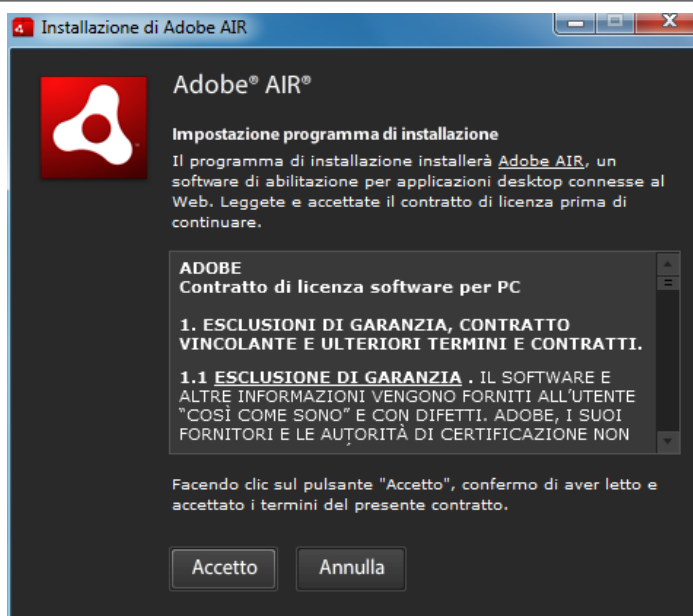 Installazione di Adobe AIR
Adobe® AIR®
Impostazione programma di installazione
Il programma di installazione installerà Adobe AIR, un
software di abilitazione per applicazioni desktop connesse al
Web. Leggete e accettate il contratto di licenza prima di
continuare.
ADOBE
Contratto di licenza software per PC
1. ESCLUSIONI DI GARANZIA, CONTRATTO
VINCOLANTE E ULTERIORI TERMINI E CONTRATTI.
1.1 ESCLUSIONE DI GARANZIA . IL SOFTWARE E
ALTRE INFORMAZIONI VENGONO FORNITI ALL'UTENTE
"COSÌ COME SONO" E CON DIFETTI. ADOBE, I SUOI
FORNITORI E LE AUTORITÀ DI CERTIFICAZIONE NON
Facendo clic sul pulsante "Accetto", confermo di aver letto e
accettato i termini del presente contratto.
Accetto
Annulla